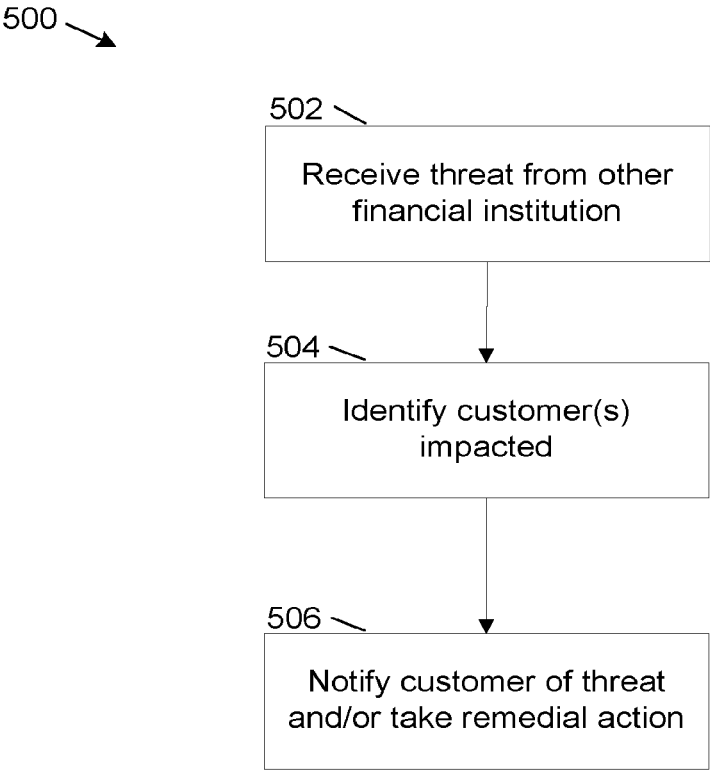 500
502
Receive threat from other
financial institution
504
Identify customer(s)
impacted
506
Notify customer of threat
and/or take remedial action